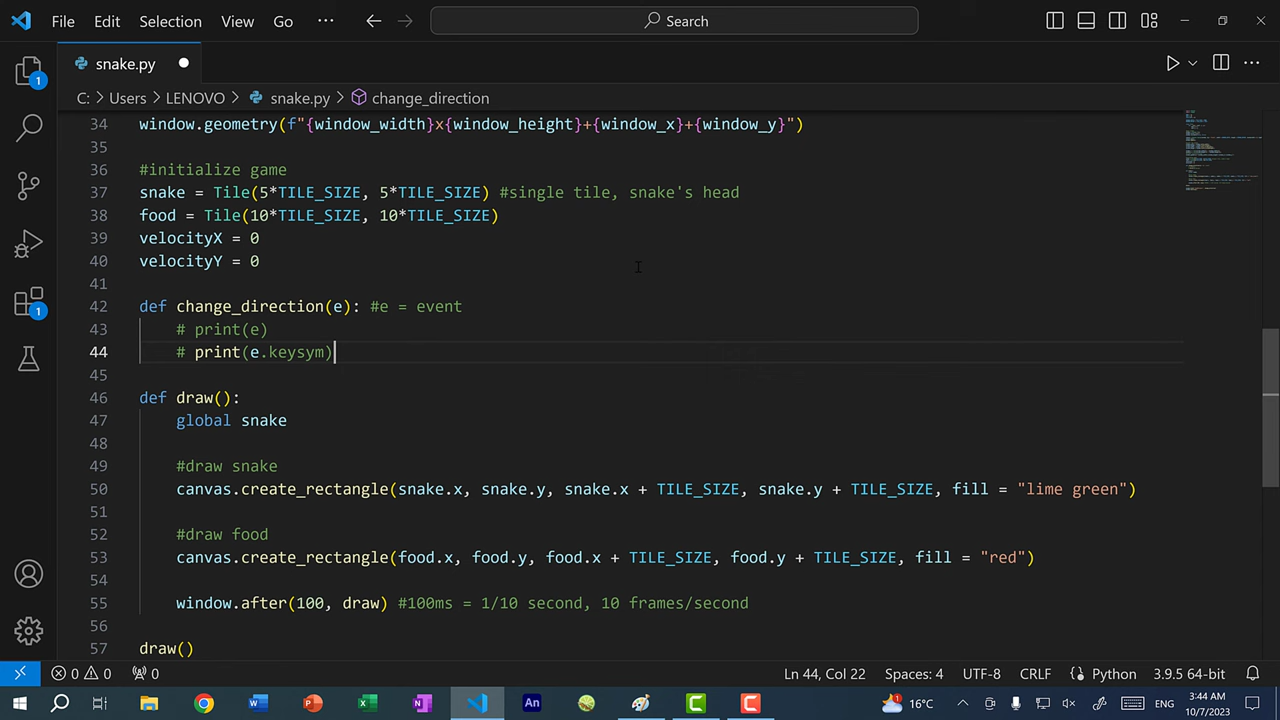 File Edit Selection View Go ··· Search
snake.py
C: > Users > LENOVO > snake.py > change_direction
34 window.geometry(f"{window_width}x{window_height}+{window_x}+{window_y}")
35
36 #initialize game
37 snake = Tile(5*TILE_SIZE, 5*TILE_SIZE) #single tile, snake's head
38 food = Tile(10*TILE_SIZE, 10*TILE_SIZE)
39 velocityX = 0
40 velocityY = 0
41
42 def change_direction(e): #e = event
43 # print(e)
44 # print(e.keysym)
45
46 def draw():
47 global snake
48
49 #draw snake
50 canvas.create_rectangle(snake.x, snake.y, snake.x + TILE_SIZE, snake.y + TILE_SIZE, fill = "lime green")
51
52 #draw food
53 canvas.create_rectangle(food.x, food.y, food.x + TILE_SIZE, food.y + TILE_SIZE, fill = "red")
54
55 window.after(100, draw) #100ms = 1/10 second, 10 frames/second
56
57 draw()
1
1
0 0 0 Ln 44, Col 22 Spaces: 4 UTF-8 CRLF Python 3.9.5 64-bit
An 16°C ENG 3:44 AM
10/7/2023